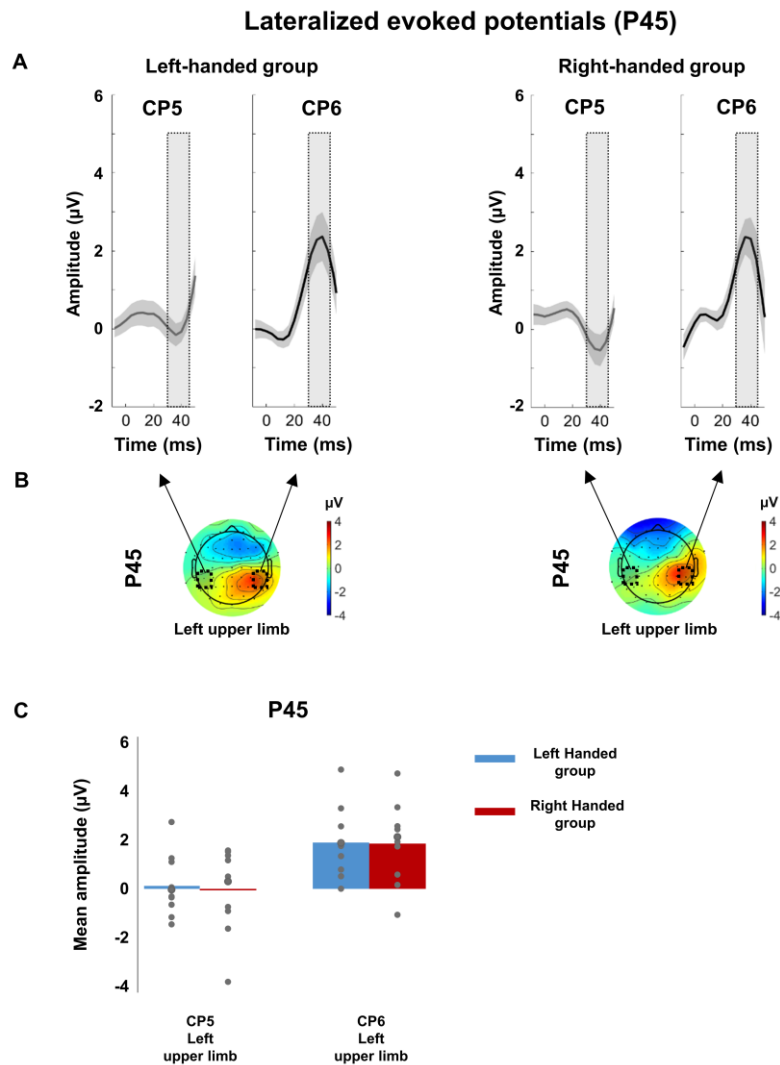 Lateralized evoked potentials (P45)
A
Left-handed group
Right-handed group
6
4
2
0
-2
Amplitude (µV)
CP5
CP6
0 20 40
0 20 40
Time (ms)
Time (ms)
6
4
2
0
-2
Amplitude (µV)
CP5
CP6
0 20 40
0 20 40
Time (ms)
Time (ms)
B
P45
µV
4
2
0
-2
-4
Left upper limb
P45
µV
4
2
0
-2
-4
Left upper limb
C
P45
6
4
2
0
-2
-4
Mean amplitude (µV)
Left Handed
group
Right Handed
group
CP5
Left
upper limb
CP6
Left
upper limb